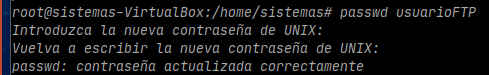 root@sistemas-VirtualBox:/home/sistemas# passwd usuarioFTP
Introduzca la nueva contraseña de UNIX:
Vuelva a escribir la nueva contraseña de UNIX:
passwd: contraseña actualizada correctamente